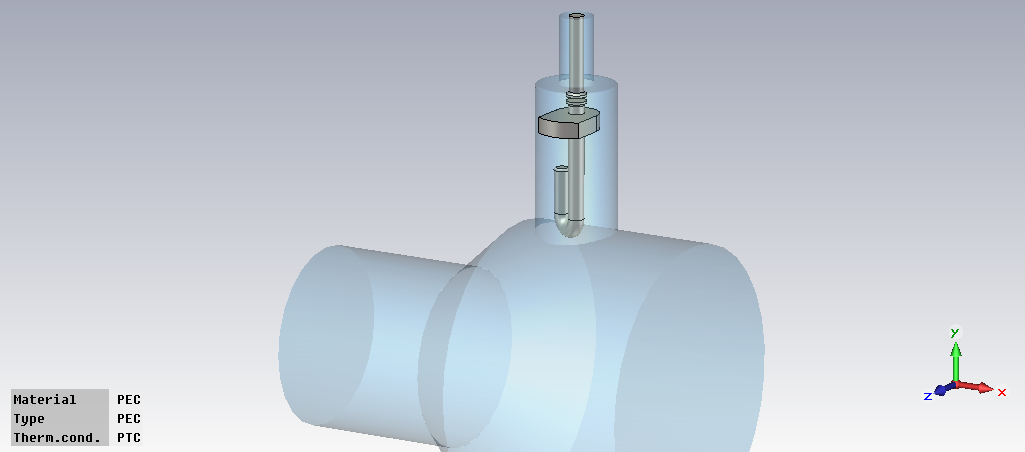 y
x
z
Material PEC
Type PEC
Therm.cond. PTC